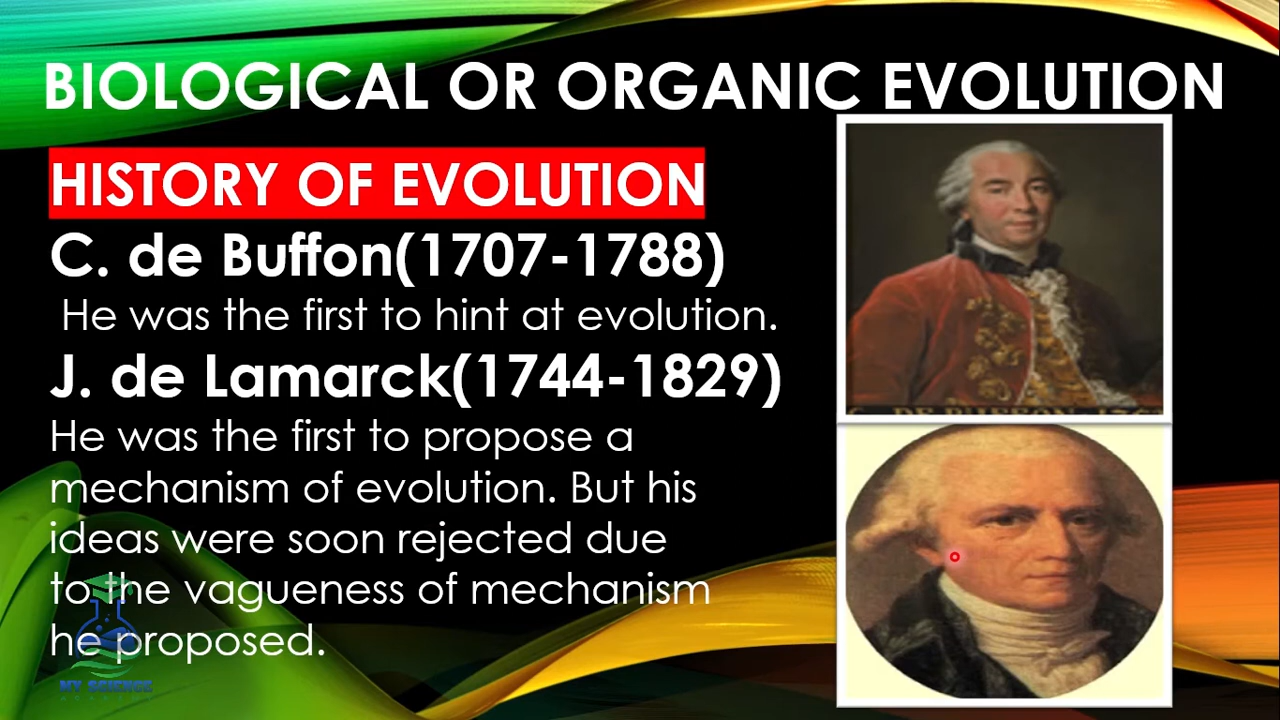 BIOLOGICAL OR ORGANIC EVOLUTION
HISTORY OF EVOLUTION
C. de Buffon(1707-1788)
He was the first to hint at evolution.
J. de Lamarck(1744-1829)
He was the first to propose a
mechanism of evolution. But his
ideas were soon rejected due
to the vagueness of mechanism
he proposed.
MY SCIENCE